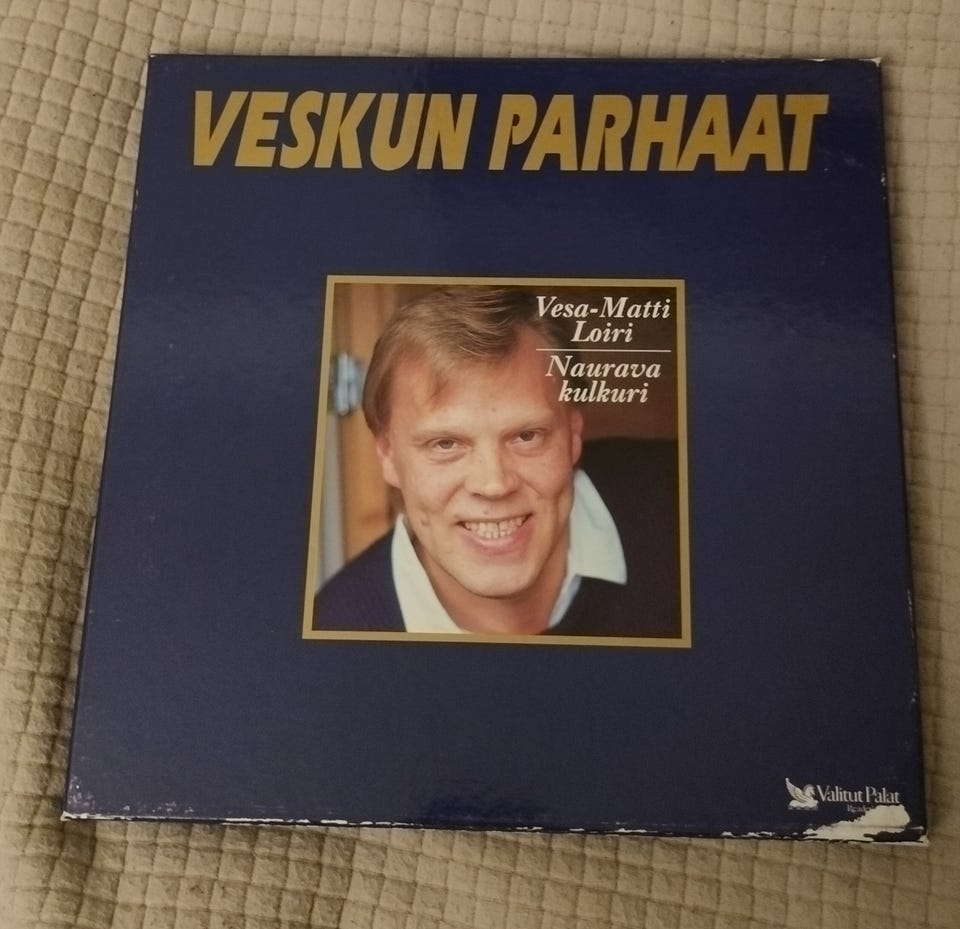 VESKUN PARHAAT
Vesa-Matti
Loiri
Naurava
kulkuri
Valitut Palat